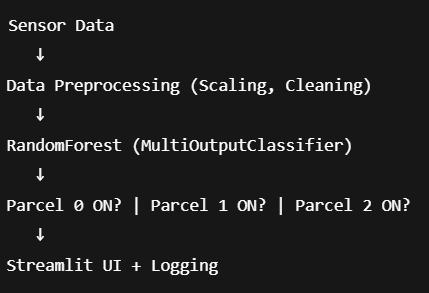 Sensor Data
↓
Data Preprocessing (Scaling, Cleaning)
↓
RandomForest (MultiOutputClassifier)
↓
Parcel 0 ON? | Parcel 1 ON? | Parcel 2 ON?
↓
Streamlit UI + Logging